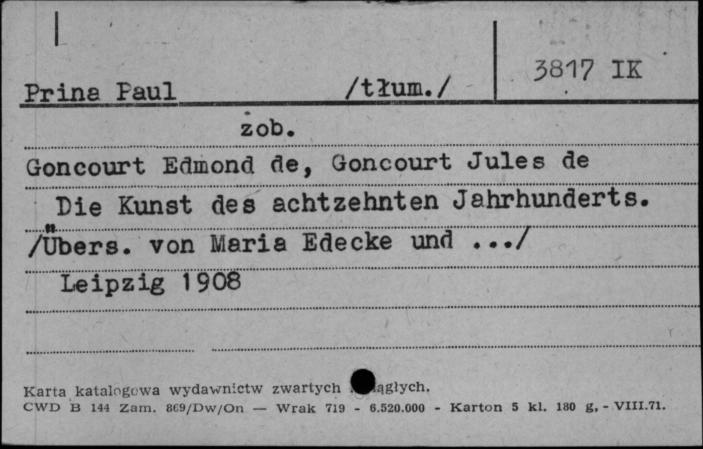 3817 IK
Prina Paul /tłum./
zob.
Goncourt Edmond de, Goncourt Jules de
Die Kunst des achtzehnten Jahrhunderts.
/Übers. von Maria Edecke und .../
Leipzig 1908
Karta katalogowa wydawnictw zwartych ągłych.
CWD B 144 Zam. 869/Dw/On — Wrak 719 - 6.520.000 - Karton 5 kl. 180 g, - VIII.71.